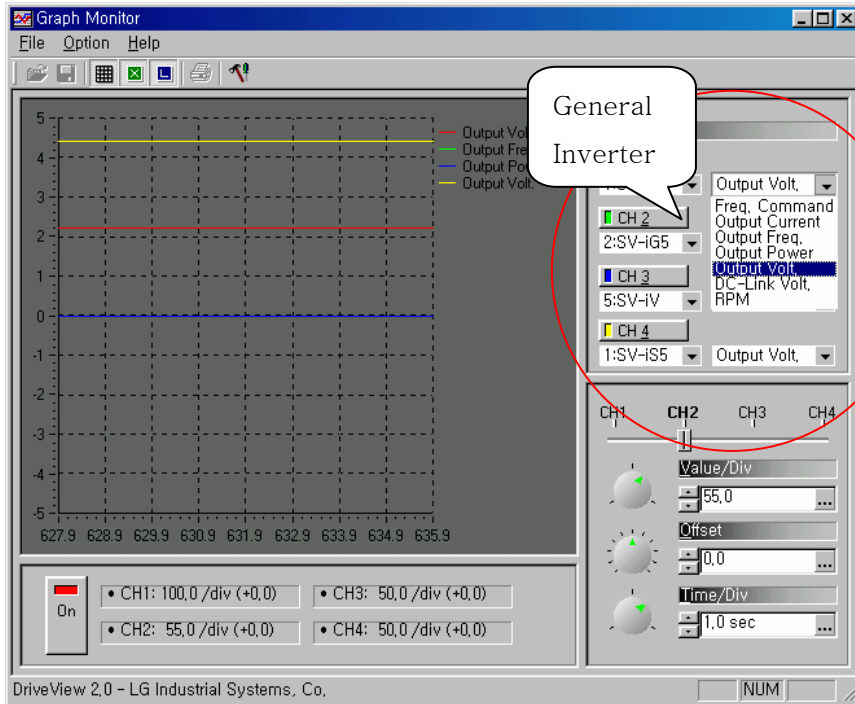 Graph Monitor
File Option Help
General
Inverter
5
4
3
2
1
0
-1
-2
-3
-4
-5
627.9 628.9 629.9 630.9 631.9 632.9 633.9 634.9 635.9
Output Vol
Output Fre
Output Po
Output Volt.
Output Volt.
Freq. Command
Output Current
Output Freq.
Output Power
Output Volt.
DC-Link Volt.
RPM
CH 2
2:SV-iG5
CH 3
5:SV-iV
CH 4
1:SV-iS5 Output Volt.
CH1 CH2 CH3 CH4
Value/Div
55.0 ...
Offset
0.0 ...
Time/Div
1.0 sec ...
On
• CH1: 100.0 /div (+0.0) • CH3: 50.0 /div (+0.0)
• CH2: 55.0 /div (+0.0) • CH4: 50.0 /div (+0.0)
DriveView 2.0 - LG Industrial Systems, Co. NUM